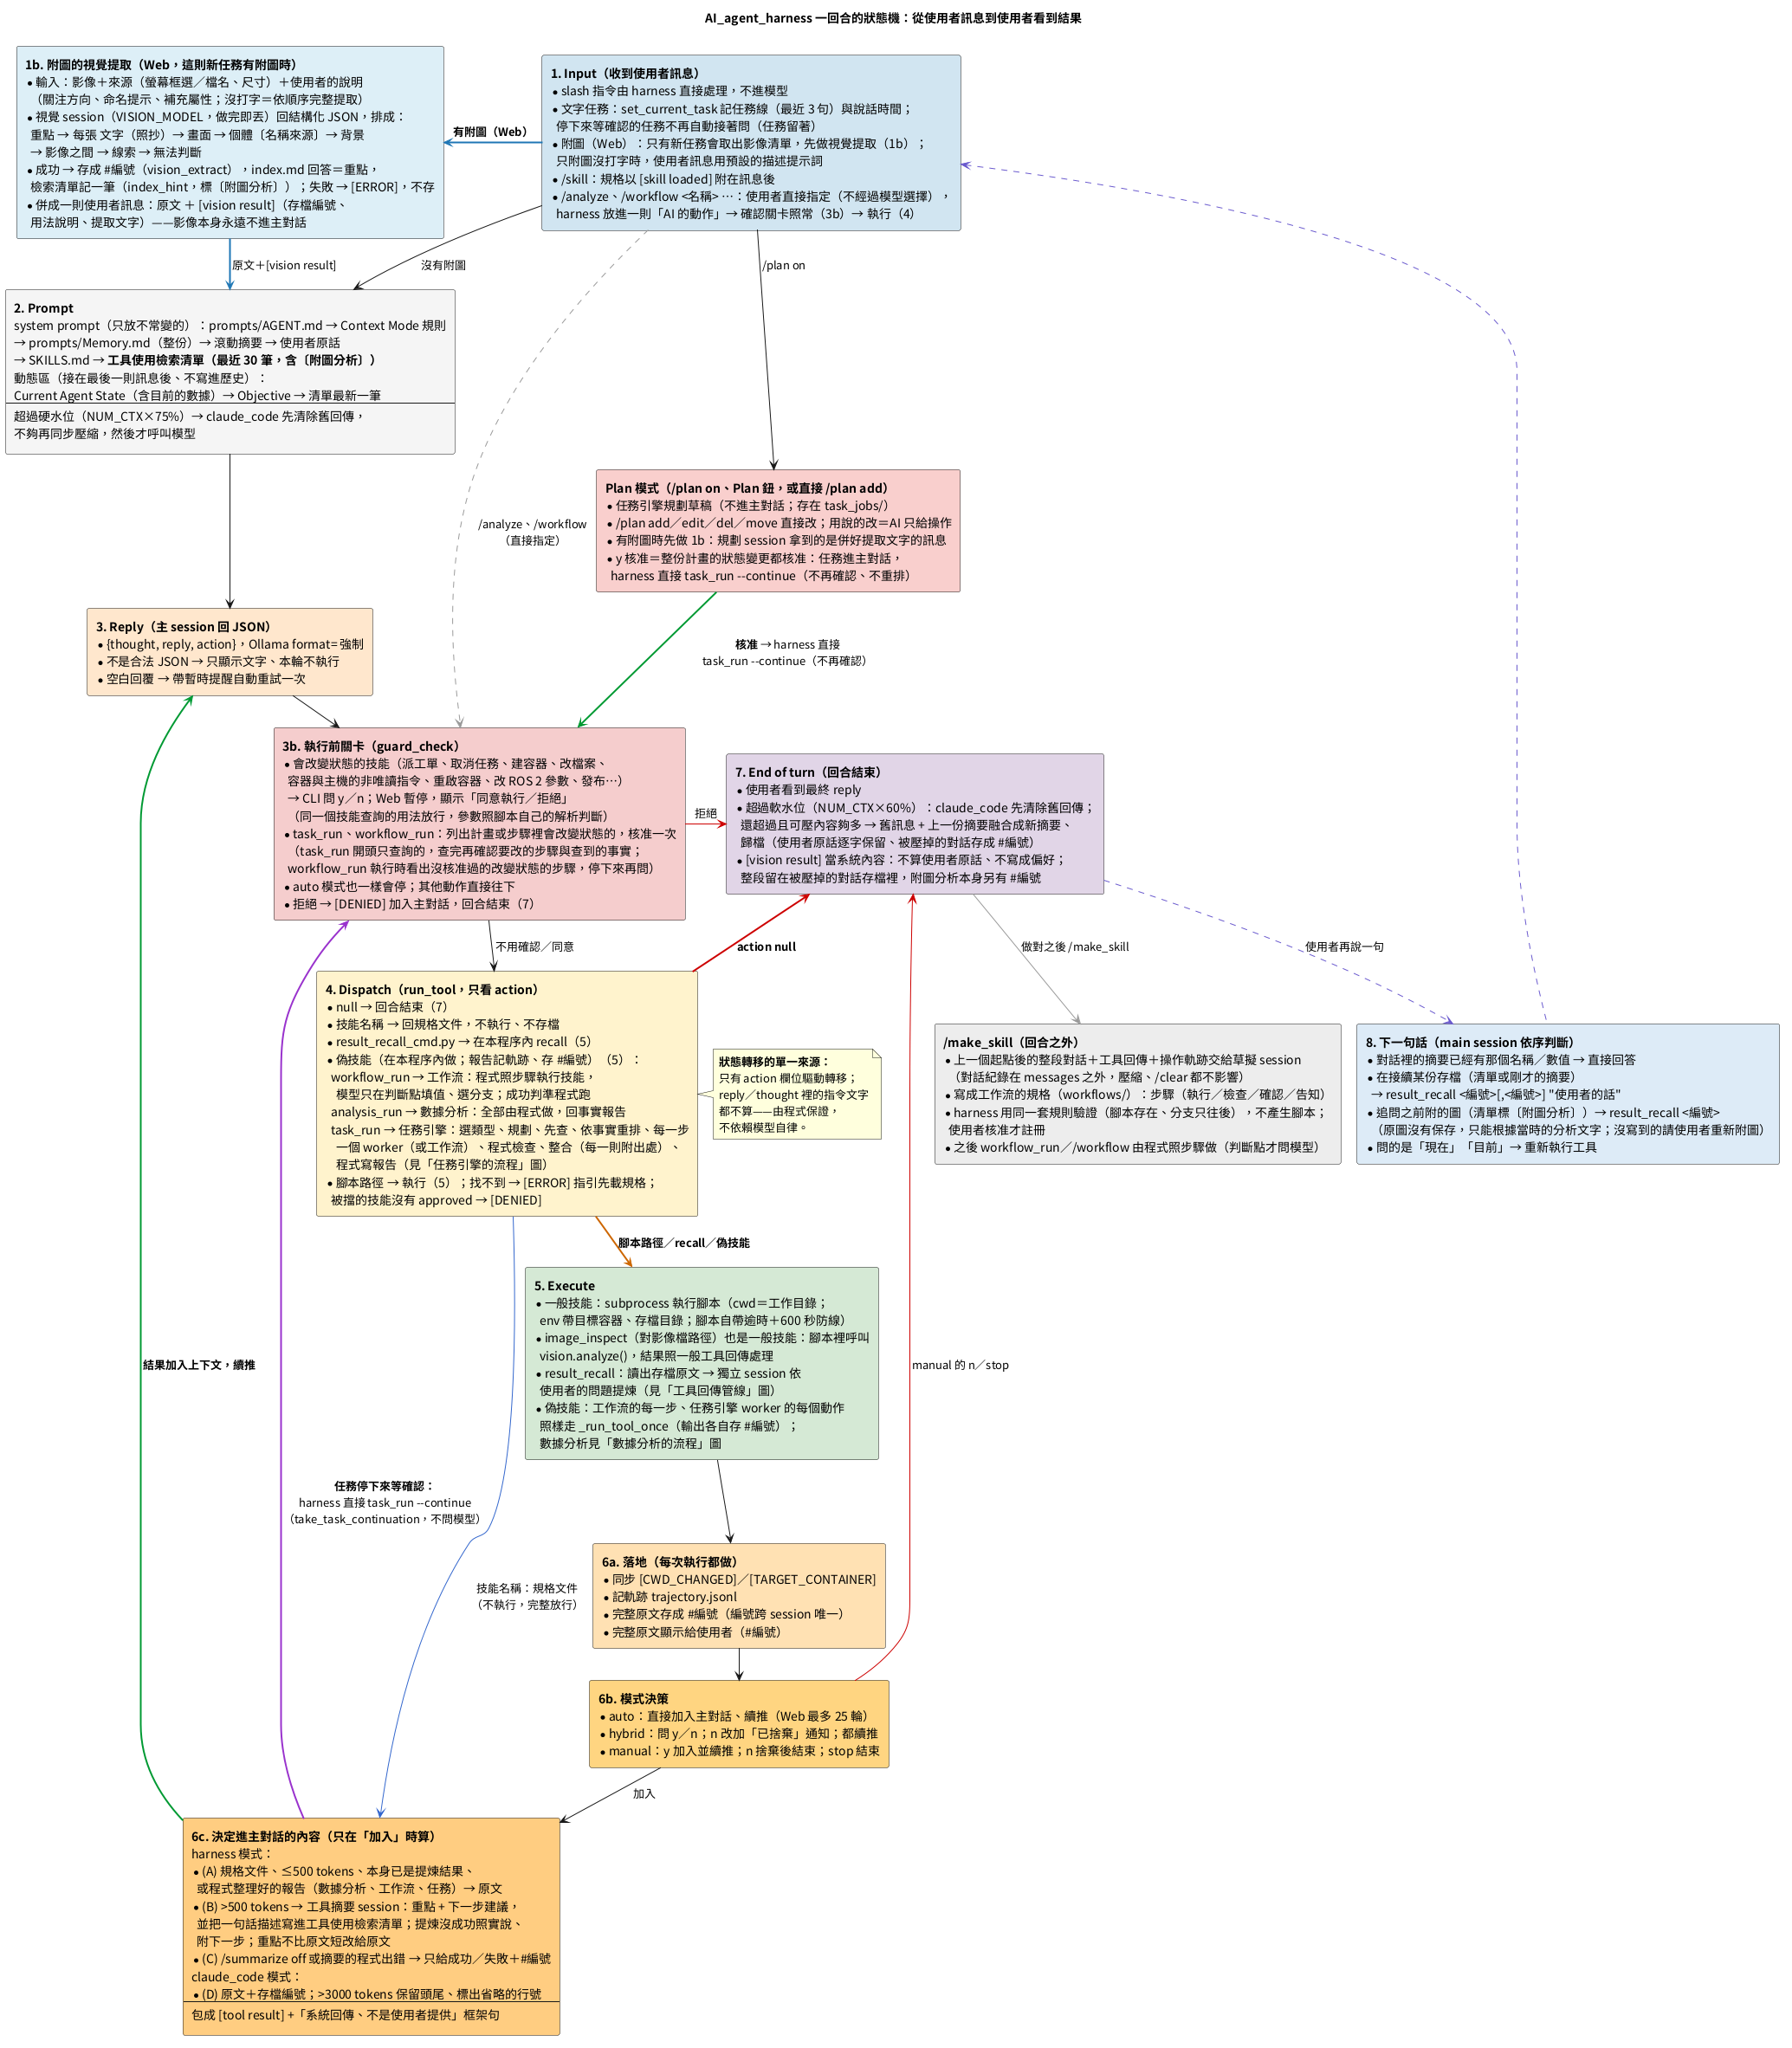 AI_agent_harness 一回合的狀態機：從使用者訊息到使用者看到結果
1b. 附圖的視覺提取（Web，這則新任務有附圖時）
• 輸入：影像＋來源（螢幕框選／檔名、尺寸）＋使用者的說明
（關注方向、命名提示、補充屬性；沒打字＝依順序完整提取）
• 視覺 session（VISION_MODEL，做完即丟）回結構化 JSON，排成：
重點 → 每張 文字（照抄）→ 畫面 → 個體〔名稱來源〕→ 背景
→ 影像之間 → 線索 → 無法判斷
• 成功 → 存成 #編號（vision_extract），index.md 回答＝重點，
檢索清單記一筆（index_hint，標〔附圖分析〕）；失敗 → [ERROR]，不存
• 併成一則使用者訊息：原文 ＋ [vision result]（存檔編號、
用法說明、提取文字）——影像本身永遠不進主對話
有附圖（Web）
1. Input（收到使用者訊息）
• slash 指令由 harness 直接處理，不進模型
• 文字任務：set_current_task 記任務線（最近 3 句）與說話時間；
停下來等確認的任務不再自動接著問（任務留著）
• 附圖（Web）：只有新任務會取出影像清單，先做視覺提取（1b）；
只附圖沒打字時，使用者訊息用預設的描述提示詞
• /skill：規格以 [skill loaded] 附在訊息後
• /analyze、/workflow <名稱> …：使用者直接指定（不經過模型選擇），
harness 放進一則「AI 的動作」→ 確認關卡照常（3b）→ 執行（4）
原文＋[vision result]
沒有附圖
/plan on
2. Prompt
system prompt（只放不常變的）：prompts/AGENT.md → Context Mode 規則
→ prompts/Memory.md（整份）→ 滾動摘要 → 使用者原話
→ SKILLS.md → 工具使用檢索清單（最近 30 筆，含〔附圖分析〕）
動態區（接在最後一則訊息後、不寫進歷史）：
Current Agent State（含目前的數據）→ Objective → 清單最新一筆
超過硬水位（NUM_CTX×75%）→ claude_code 先清除舊回傳，
不夠再同步壓縮，然後才呼叫模型
/analyze、/workflow
（直接指定）
Plan 模式（/plan on、Plan 鈕，或直接 /plan add）
• 任務引擎規劃草稿（不進主對話；存在 task_jobs/）
• /plan add／edit／del／move 直接改；用說的改＝AI 只給操作
• 有附圖時先做 1b：規劃 session 拿到的是併好提取文字的訊息
• y 核准＝整份計畫的狀態變更都核准：任務進主對話，
harness 直接 task_run --continue（不再確認、不重排）
核准 → harness 直接
task_run --continue（不再確認）
3. Reply（主 session 回 JSON）
• {thought, reply, action}，Ollama format= 強制
• 不是合法 JSON → 只顯示文字、本輪不執行
• 空白回覆 → 帶暫時提醒自動重試一次
3b. 執行前關卡（guard_check）
• 會改變狀態的技能（派工單、取消任務、建容器、改檔案、
容器與主機的非唯讀指令、重啟容器、改 ROS 2 參數、發布…）
→ CLI 問 y／n；Web 暫停，顯示「同意執行／拒絕」
（同一個技能查詢的用法放行，參數照腳本自己的解析判斷）
• task_run、workflow_run：列出計畫或步驟裡會改變狀態的，核准一次
（task_run 開頭只查詢的，查完再確認要改的步驟與查到的事實；
workflow_run 執行時看出沒核准過的改變狀態的步驟，停下來再問）
• auto 模式也一樣會停；其他動作直接往下
• 拒絕 → [DENIED] 加入主對話，回合結束（7）
拒絕
7. End of turn（回合結束）
• 使用者看到最終 reply
• 超過軟水位（NUM_CTX×60%）：claude_code 先清除舊回傳；
還超過且可壓內容夠多 → 舊訊息 + 上一份摘要融合成新摘要、
歸檔（使用者原話逐字保留、被壓掉的對話存成 #編號）
• [vision result] 當系統內容：不算使用者原話、不寫成偏好；
整段留在被壓掉的對話存檔裡，附圖分析本身另有 #編號
不用確認／同意
action null
做對之後 /make_skill
使用者再說一句
4. Dispatch（run_tool，只看 action）
• null → 回合結束（7）
• 技能名稱 → 回規格文件，不執行、不存檔
• result_recall_cmd.py → 在本程序內 recall（5）
• 偽技能（在本程序內做；報告記軌跡、存 #編號）（5）：
workflow_run → 工作流：程式照步驟執行技能，
模型只在判斷點填值、選分支；成功判準程式跑
analysis_run → 數據分析：全部由程式做，回事實報告
task_run → 任務引擎：選類型、規劃、先查、依事實重排、每一步
一個 worker（或工作流）、程式檢查、整合（每一則附出處）、
程式寫報告（見「任務引擎的流程」圖）
• 腳本路徑 → 執行（5）；找不到 → [ERROR] 指引先載規格；
被擋的技能沒有 approved → [DENIED]
狀態轉移的單一來源：
只有 action 欄位驅動轉移；
reply／thought 裡的指令文字
都不算——由程式保證，
不依賴模型自律。
/make_skill（回合之外）
• 上一個起點後的整段對話＋工具回傳＋操作軌跡交給草擬 session
（對話紀錄在 messages 之外，壓縮、/clear 都不影響）
• 寫成工作流的規格（workflows/）：步驟（執行／檢查／確認／告知）
• harness 用同一套規則驗證（腳本存在、分支只往後），不產生腳本；
使用者核准才註冊
• 之後 workflow_run／/workflow 由程式照步驟做（判斷點才問模型）
8. 下一句話（main session 依序判斷）
• 對話裡的摘要已經有那個名稱／數值 → 直接回答
• 在接續某份存檔（清單或剛才的摘要）
→ result_recall <編號>[,<編號>] "使用者的話"
• 追問之前附的圖（清單標〔附圖分析〕）→ result_recall <編號>
（原圖沒有保存，只能根據當時的分析文字；沒寫到的請使用者重新附圖）
• 問的是「現在」「目前」→ 重新執行工具
腳本路徑／recall／偽技能
5. Execute
• 一般技能：subprocess 執行腳本（cwd＝工作目錄；
env 帶目標容器、存檔目錄；腳本自帶逾時＋600 秒防線）
• image_inspect（對影像檔路徑）也是一般技能：腳本裡呼叫
vision.analyze()，結果照一般工具回傳處理
• result_recall：讀出存檔原文 → 獨立 session 依
使用者的問題提煉（見「工具回傳管線」圖）
• 偽技能：工作流的每一步、任務引擎 worker 的每個動作
照樣走 _run_tool_once（輸出各自存 #編號）；
數據分析見「數據分析的流程」圖
結果加入上下文，續推
manual 的 n／stop
任務停下來等確認：
harness 直接 task_run --continue
（take_task_continuation，不問模型）
技能名稱：規格文件
（不執行，完整放行）
6a. 落地（每次執行都做）
• 同步 [CWD_CHANGED]／[TARGET_CONTAINER]
• 記軌跡 trajectory.jsonl
• 完整原文存成 #編號（編號跨 session 唯一）
• 完整原文顯示給使用者（#編號）
6b. 模式決策
• auto：直接加入主對話、續推（Web 最多 25 輪）
• hybrid：問 y／n；n 改加「已捨棄」通知；都續推
• manual：y 加入並續推；n 捨棄後結束；stop 結束
加入
6c. 決定進主對話的內容（只在「加入」時算）
harness 模式：
• (A) 規格文件、≤500 tokens、本身已是提煉結果、
或程式整理好的報告（數據分析、工作流、任務）→ 原文
• (B) >500 tokens → 工具摘要 session：重點 + 下一步建議，
並把一句話描述寫進工具使用檢索清單；提煉沒成功照實說、
附下一步；重點不比原文短改給原文
• (C) /summarize off 或摘要的程式出錯 → 只給成功／失敗＋#編號
claude_code 模式：
• (D) 原文＋存檔編號；>3000 tokens 保留頭尾、標出省略的行號
包成 [tool result] +「系統回傳、不是使用者提供」框架句